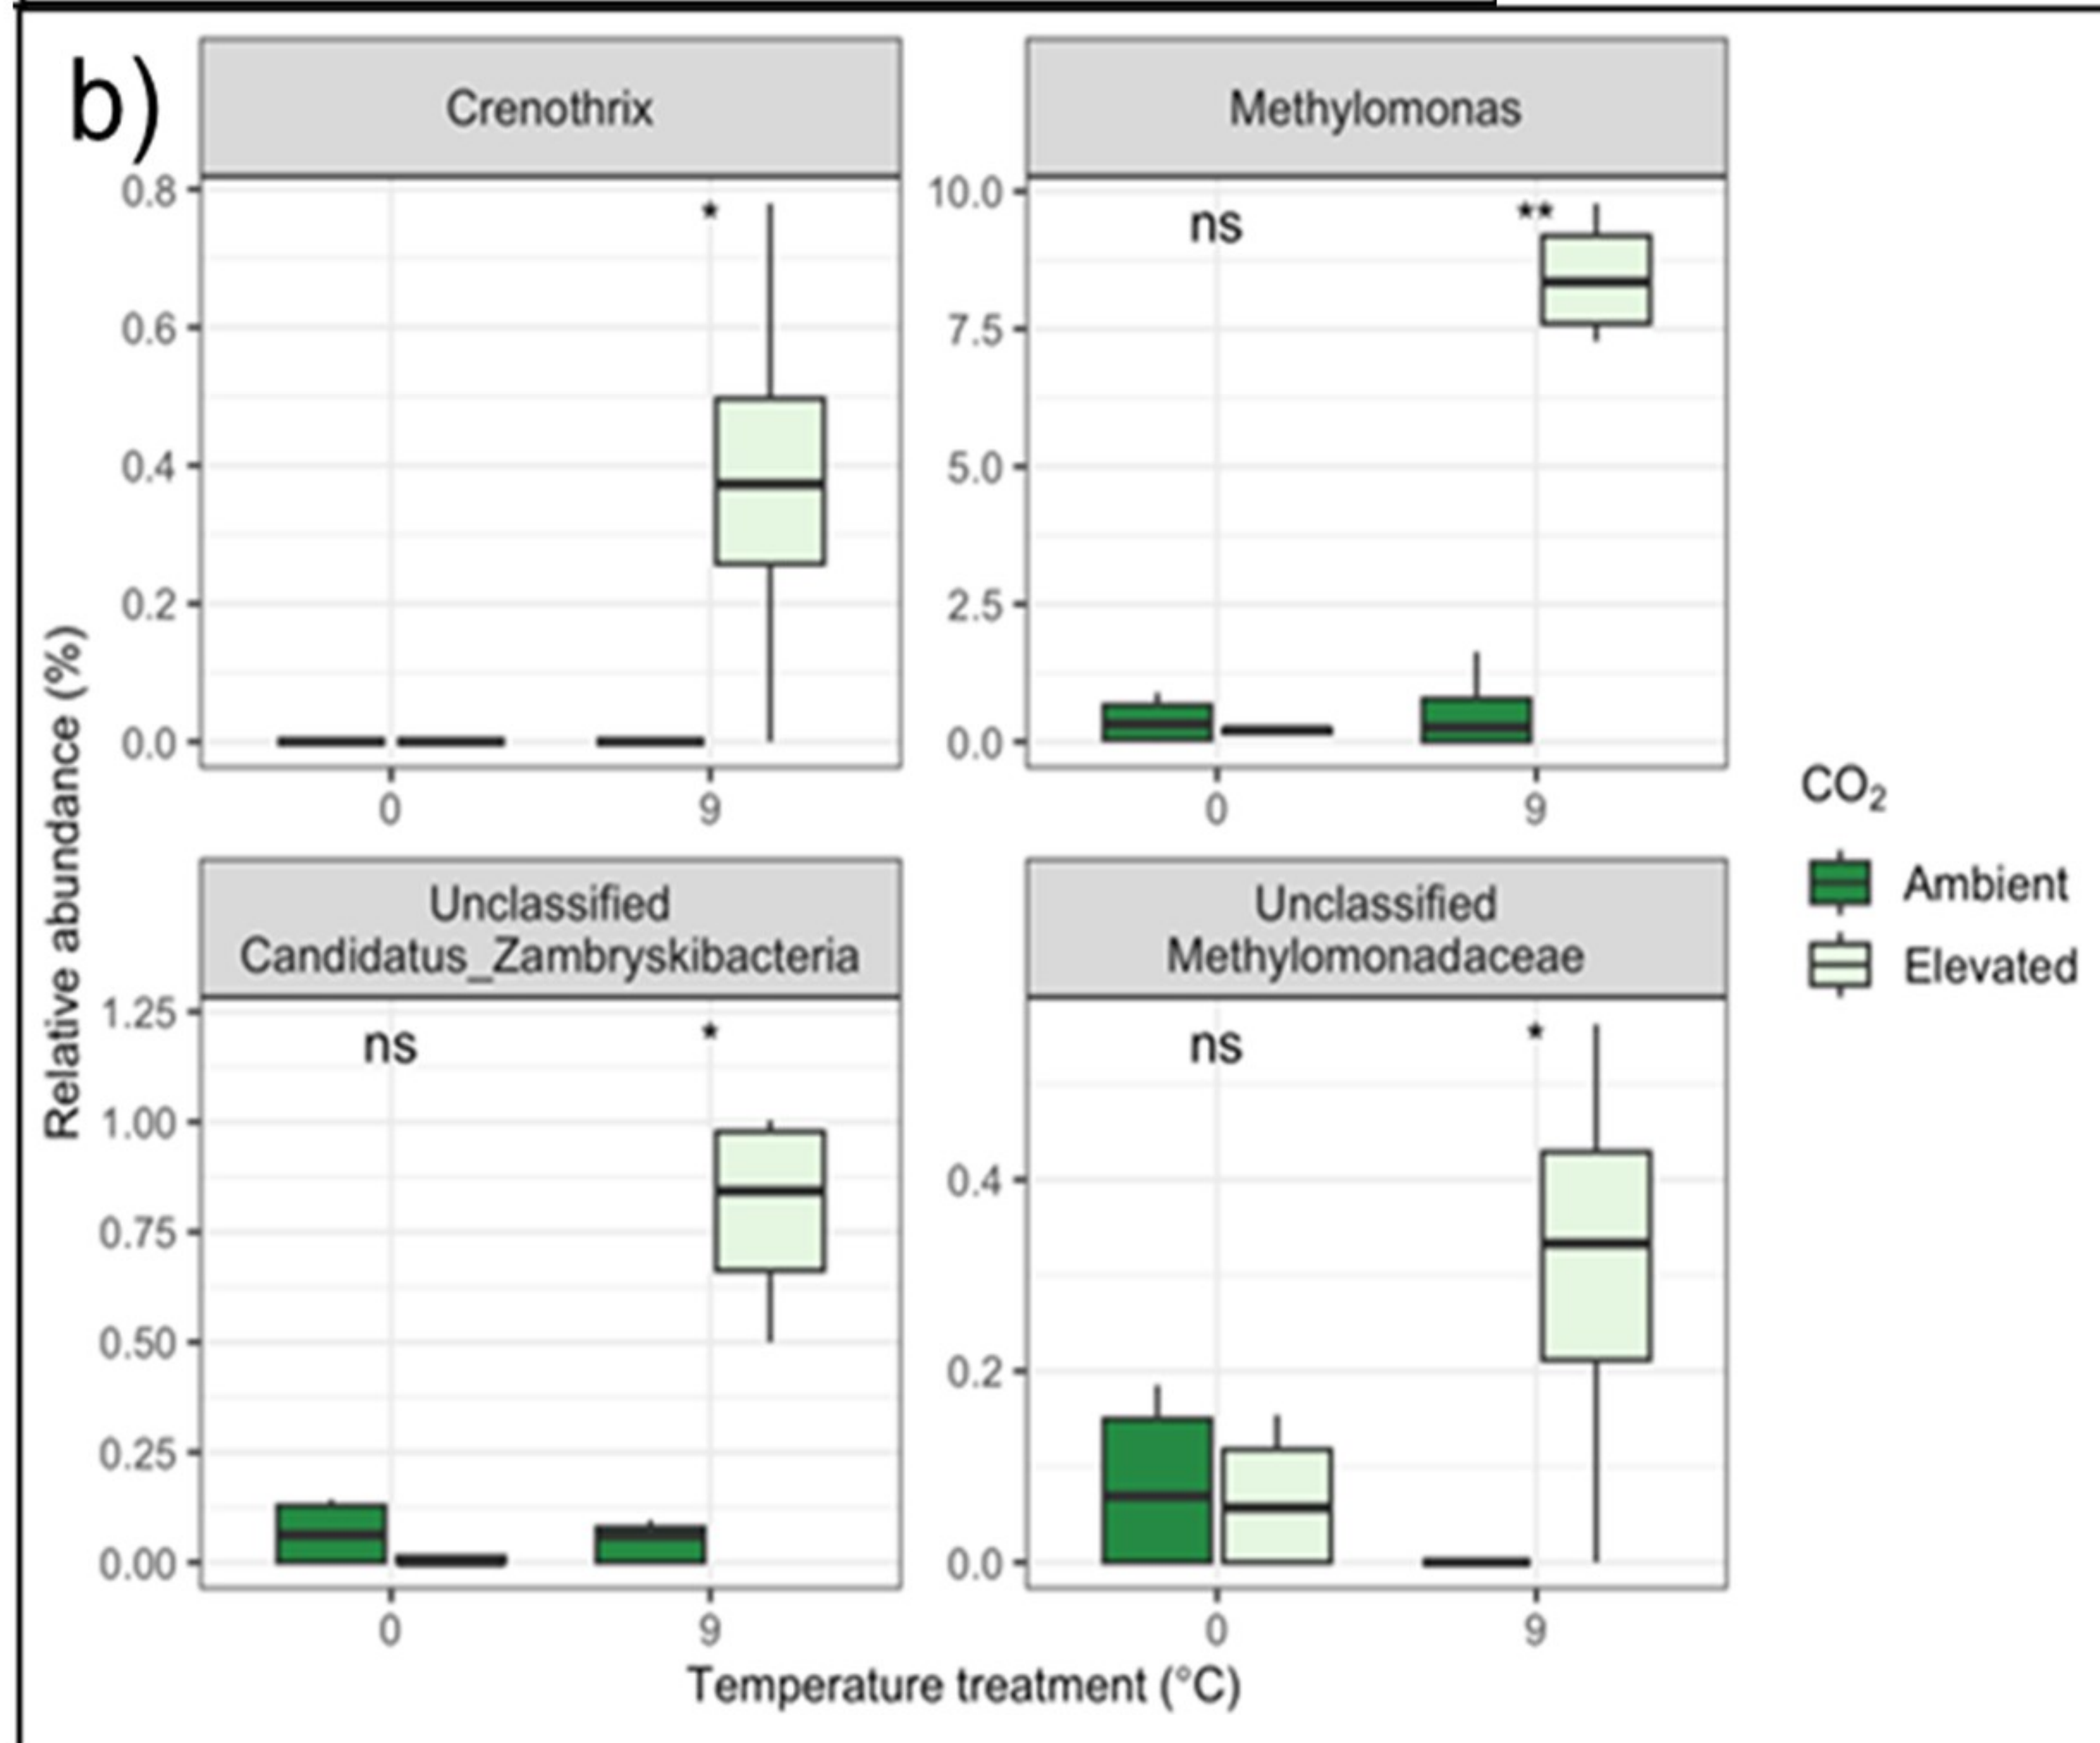 b)
Crenothrix
Methylomonas
0.8
0.6
0.4
0.2
0.0
*
0
9
10.0
7.5
5.0
2.5
0.0
ns
**
0
9
Relative abundance (%)
Unclassified
Candidatus_Zambryskibacteria
1.25
1.00
0.75
0.50
0.25
0.00
ns
*
0
9
Unclassified
Methylomonadaceae
0.4
0.2
0.0
ns
*
0
9
Temperature treatment (°C)
CO₂
Ambient
Elevated